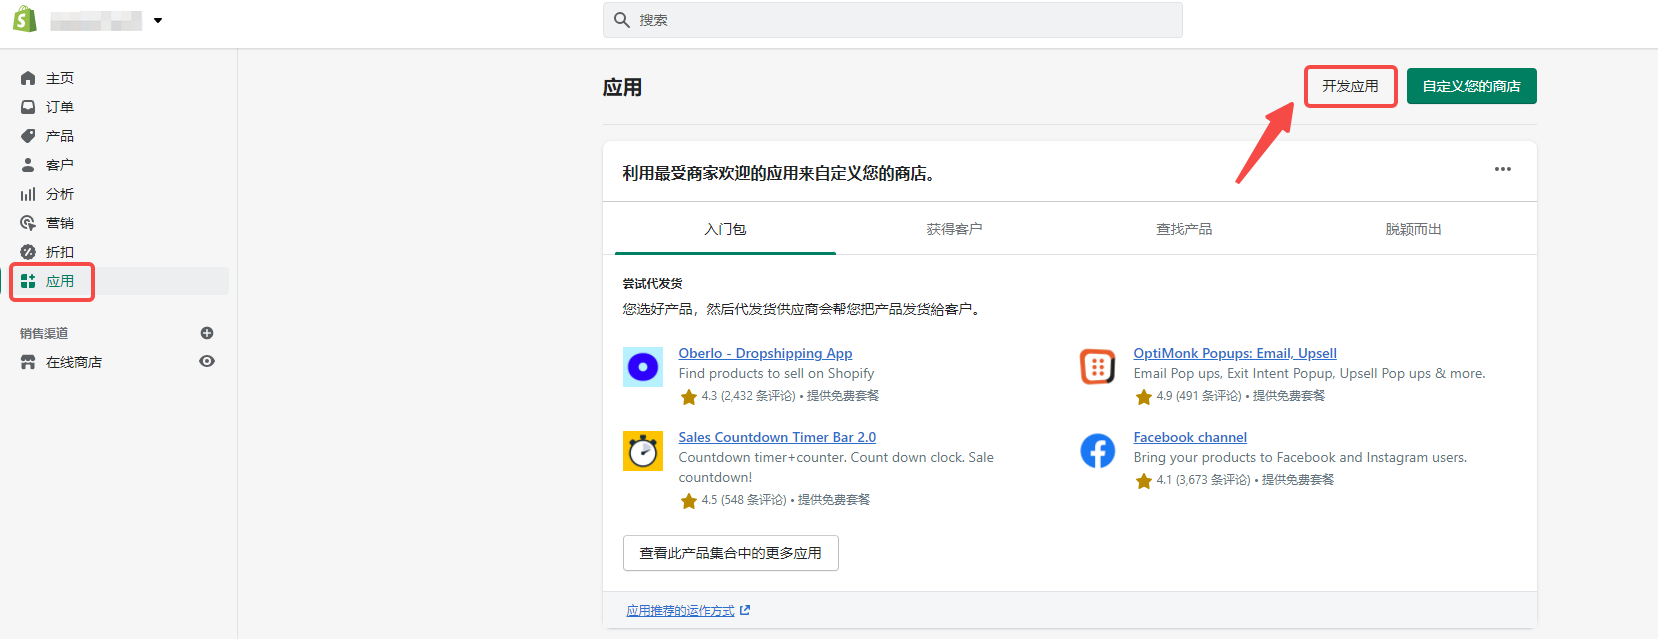 搜索
主页
订单
产品
客户
分析
营销
折扣
应用
销售渠道
在线商店
应用
开发应用
自定义您的商店
利用最受商家欢迎的应用来自定义您的商店。
入门包
获得客户
查找产品
脱颖而出
尝试代发货
您选好产品，然后代发货供应商会帮您把产品发货給客户。
Oberlo - Dropshipping App
Find products to sell on Shopify
4.3 (2,432 条评论) • 提供免费套餐
OptiMonk Popups: Email, Upsell
Email Pop ups, Exit Intent Popup, Upsell Pop ups & more.
4.9 (491 条评论) • 提供免费套餐
Sales Countdown Timer Bar 2.0
Countdown timer+counter. Count down clock. Sale
countdown!
4.5 (548 条评论) • 提供免费套餐
Facebook channel
Bring your products to Facebook and Instagram users.
4.1 (3,673 条评论) • 提供免费套餐
查看此产品集合中的更多应用
应用推荐的运作方式